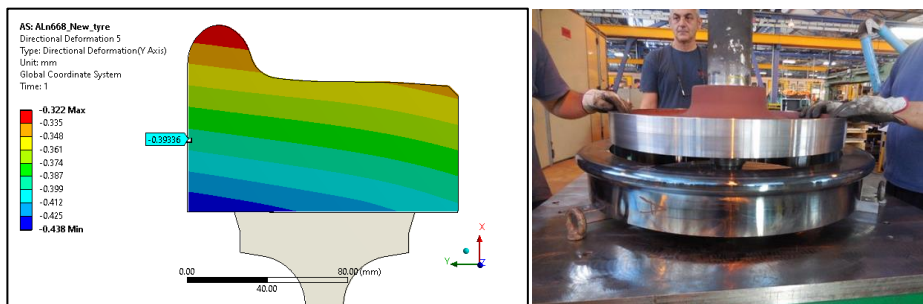 AS: ALn668_New_tyre
Directional Deformation 5
Type: Directional Deformation(Y Axis)
Unit: mm
Global Coordinate System
Time: 1
-0.322 Max
-0.335
-0.348
-0.361
-0.374
-0.387
-0.399
-0.412
-0.425
-0.438 Min
-0.39336
0.00
80.00 (mm)
40.00
X
Y
Z